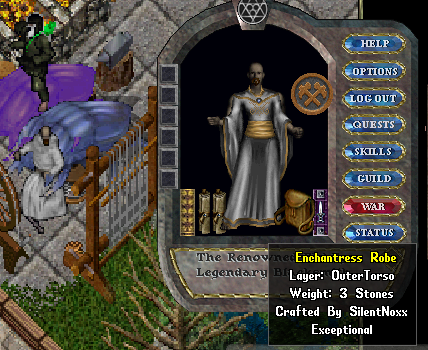 HELP
OPTIONS
LOG OUT
QUESTS
SKILLS
GUILD
WAR
STATUS
The Renowned
Legendary
Enchantress Robe
Layer: OuterTorso
Weight: 3 Stones
Crafted By SilentNoxx
Exceptional